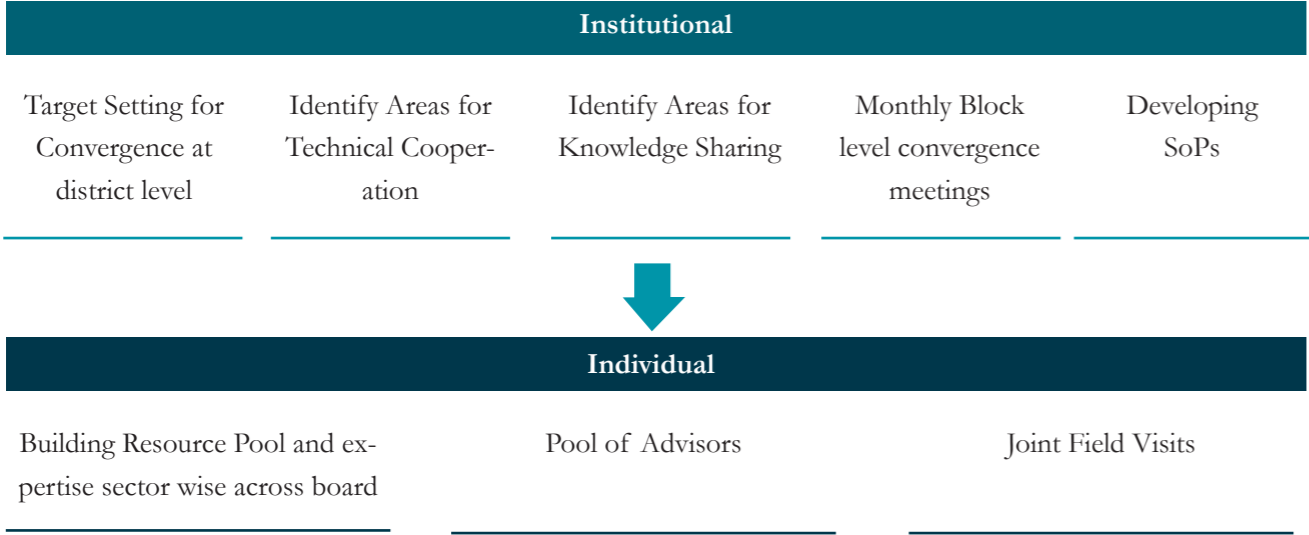 Institutional
Target Setting for
Convergence at
district level
Identify Areas for
Technical Cooper-
ation
Identify Areas for
Knowledge Sharing
Monthly Block
level convergence
meetings
Developing
SoPs
Individual
Building Resource Pool and ex-
pertise sector wise across board
Pool of Advisors
Joint Field Visits